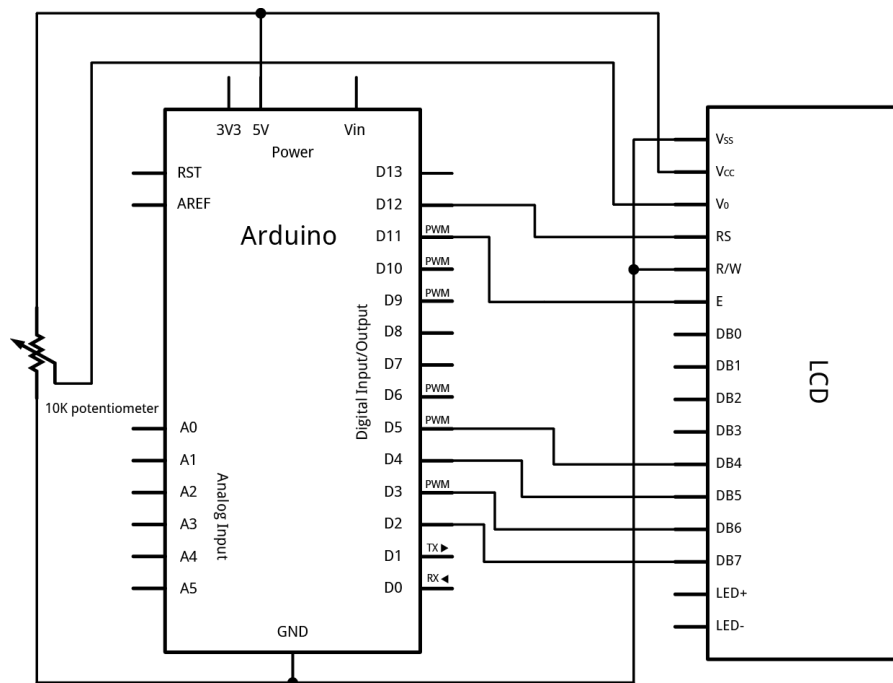 3V3 5V Vin
Power
RST
AREF
Arduino
D13
D12
D11 PWM
D10 PWM
D9 PWM
D8
D7
D6 PWM
D5 PWM
D4
D3 PWM
D2
D1 TX ▶
D0 RX ◀
Digital Input/Output
10K potentiometer
A0
A1
A2
A3
A4
A5
Analog Input
GND
Vss
Vcc
V0
RS
R/W
E
DB0
DB1
DB2
DB3
DB4
DB5
DB6
DB7
LED+
LED-
LCD